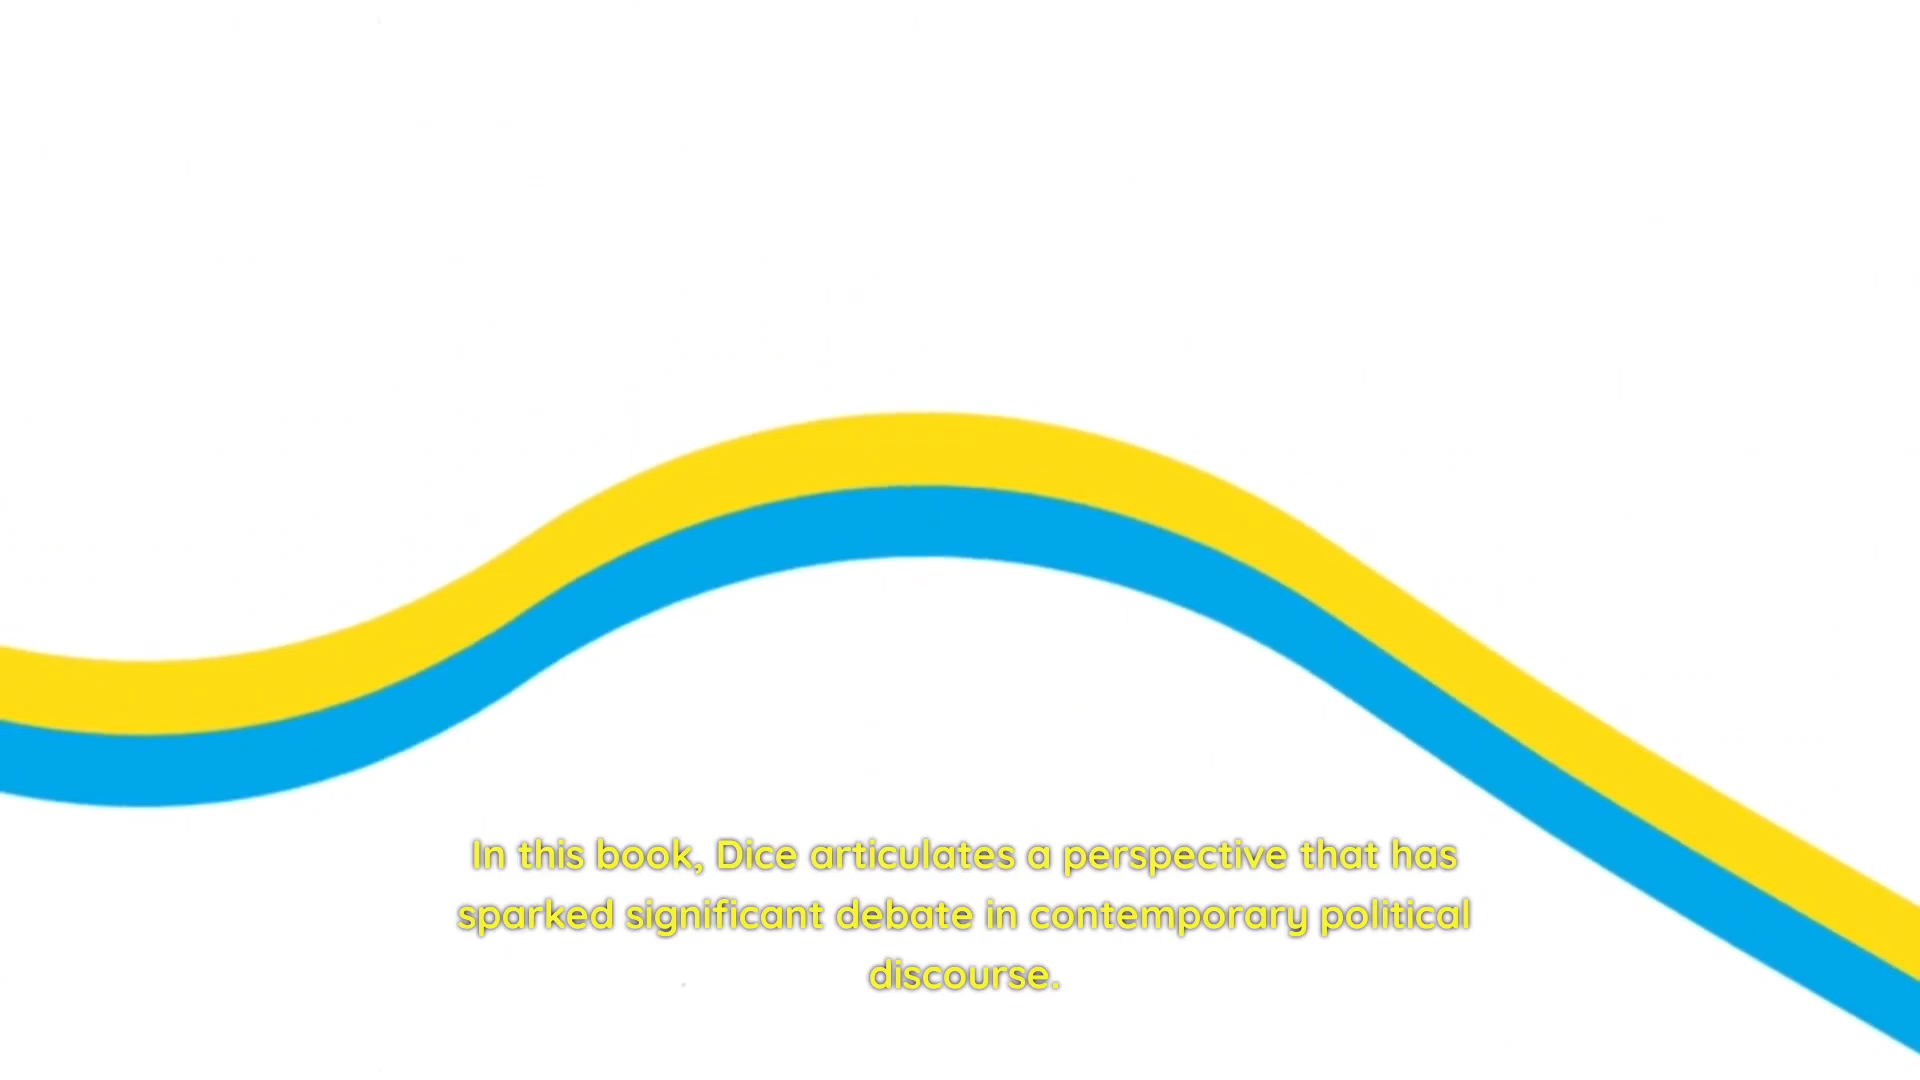 In this book, Dice articulates a perspective that has
sparked significant debate in contemporary political
discourse.